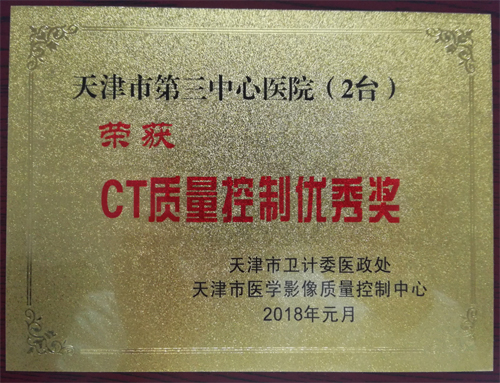 天津市第三中心医院（2台）
荣获
CT质量控制优秀奖
天津市卫计委医政处
天津市医学影像质量控制中心
2018年元月